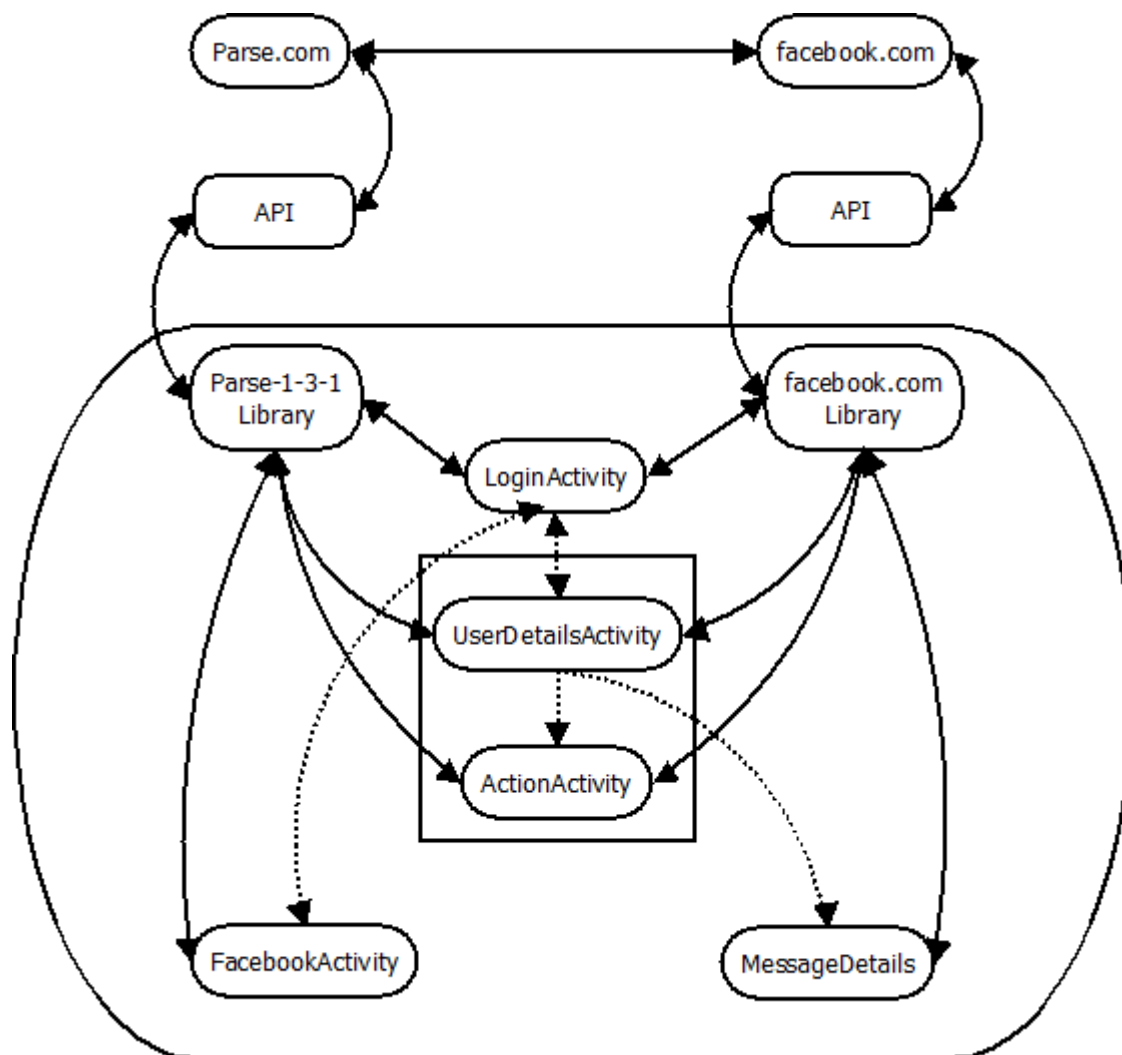 Parse.com
facebook.com
API
API
Parse-1-3-1
Library
facebook.com
Library
LoginActivity
UserDetailsActivity
ActionActivity
FacebookActivity
MessageDetails